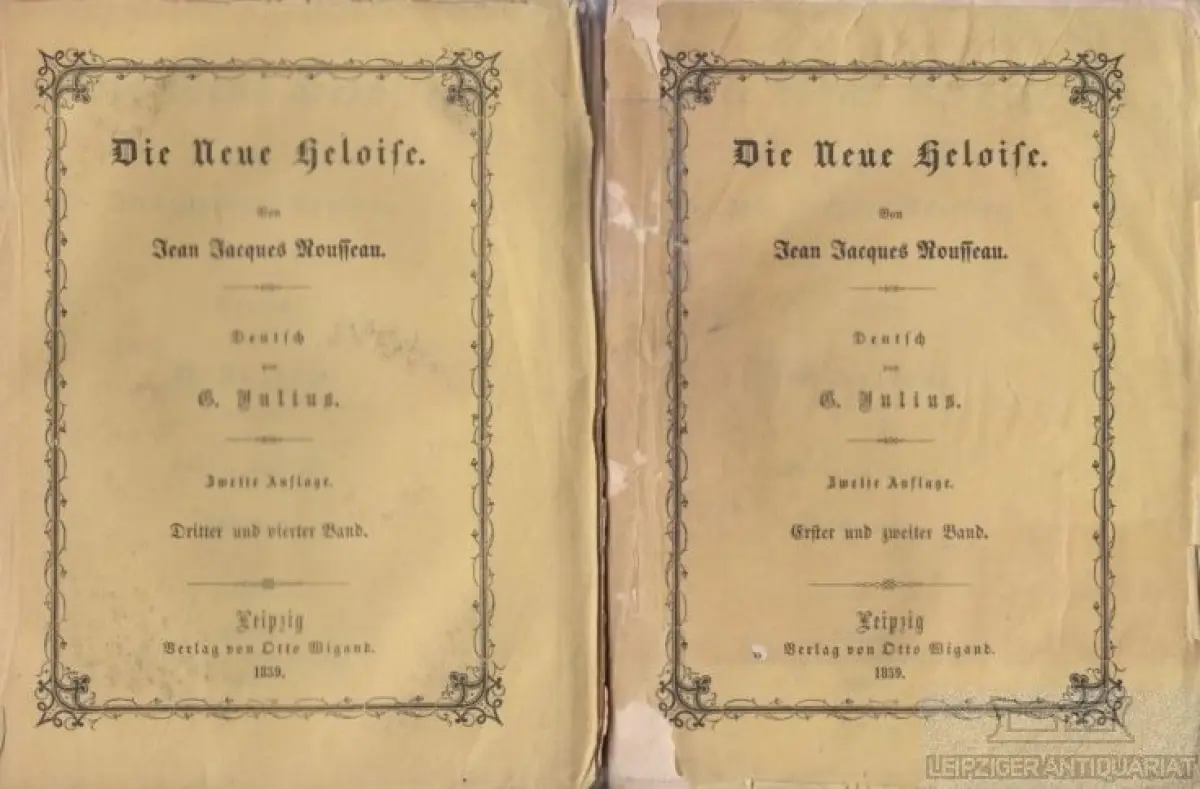 Die Neue Heloise.
Von
Jean Jacques Rousseau.
Deutsch
von
G. Julius.
Zweite Auflage.
Dritter und vierter Band.
Leipzig
Verlag von Otto Wigand.
1859.
Die Neue Heloise.
Von
Jean Jacques Rousseau.
Deutsch
von
G. Julius.
Zweite Auflage.
Erster und zweiter Band.
Leipzig
Verlag von Otto Wigand.
1859.
LEIPZIGER ANTIQUARIAT